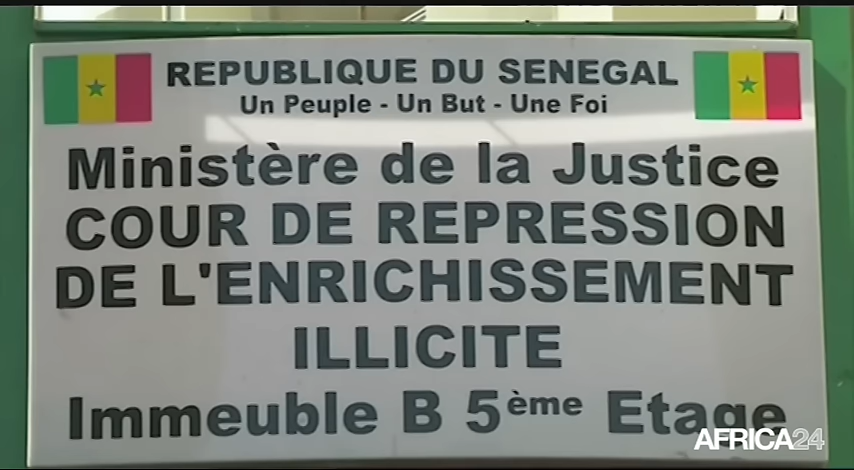 REPUBLIQUE DU SENEGAL
Un Peuple - Un But - Une Foi
Ministère de la Justice
COUR DE REPRESSION
DE L'ENRICHISSEMENT
ILLICITE
Immeuble B 5ème Etage
AFRICA24